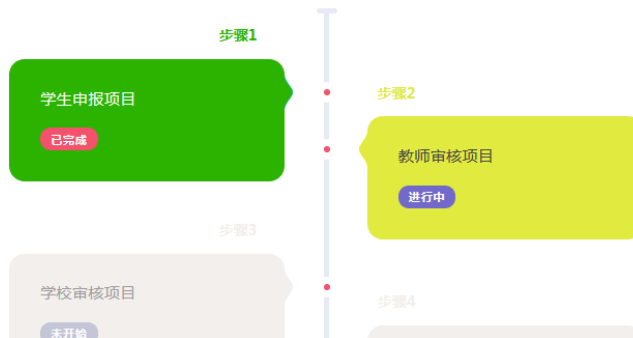 步骤1
学生申报项目
已完成
步骤2
教师审核项目
进行中
步骤3
学校审核项目
未开始
步骤4